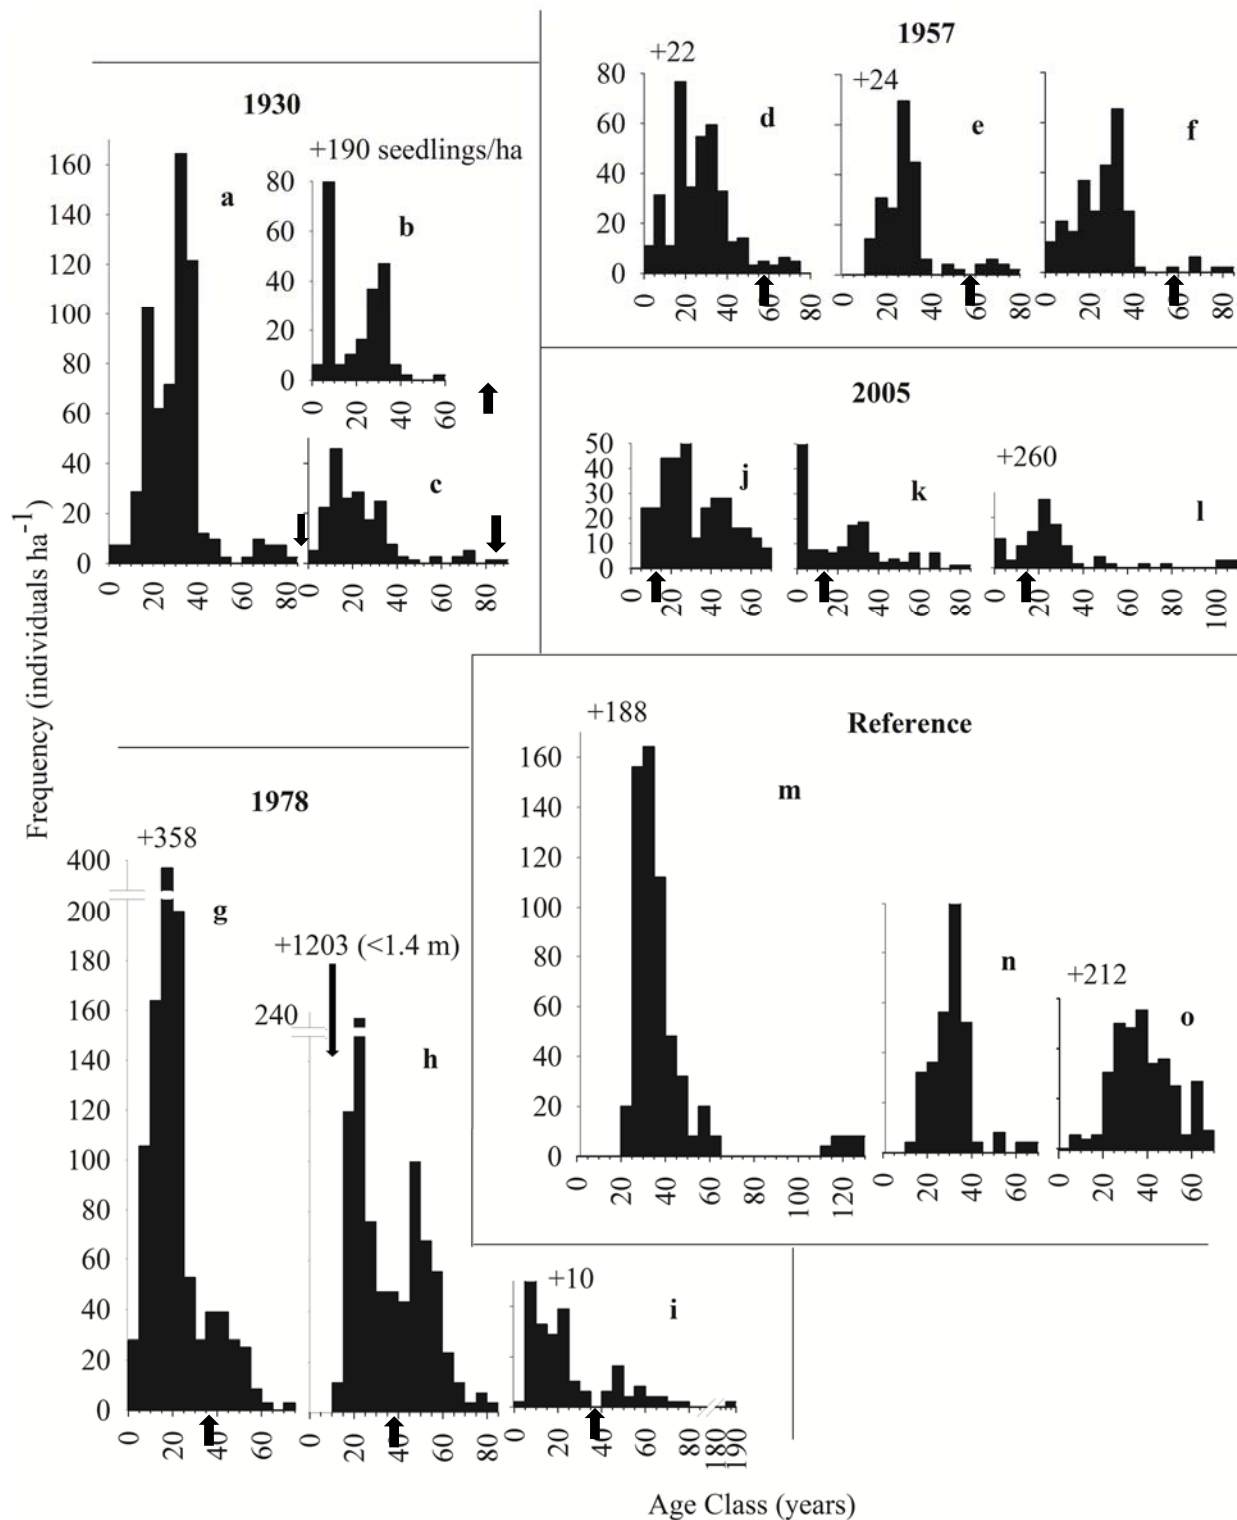 1930
+190 seedlings/ha
a
b
c
160
140
120
100
80
60
40
20
0
80
60
40
20
0
0 20 40 60
0 20 40 60 80
0 20 40 60 80
1957
+22
+24
d
e
f
80
60
40
20
0
0 20 40 60 80
0 20 40 60 80
0 20 40 60 80
2005
+260
j
k
l
50
40
30
20
10
0
0 20 40 60
0 20 40 60 80
0 20 40 60 100
Frequency (individuals ha⁻¹)
1978
+358
g
+1203 (<1.4 m)
h
+10
i
400
200
180
160
140
120
100
80
60
40
20
0
240
0 20 40 60
0 20 40 60 80
0 20 40 60 80 180 190
Reference
+188
m
n
+212
o
160
140
120
100
80
60
40
20
0
0 20 40 60 80 100 120
20 40 60
0 20 40 60
Age Class (years)